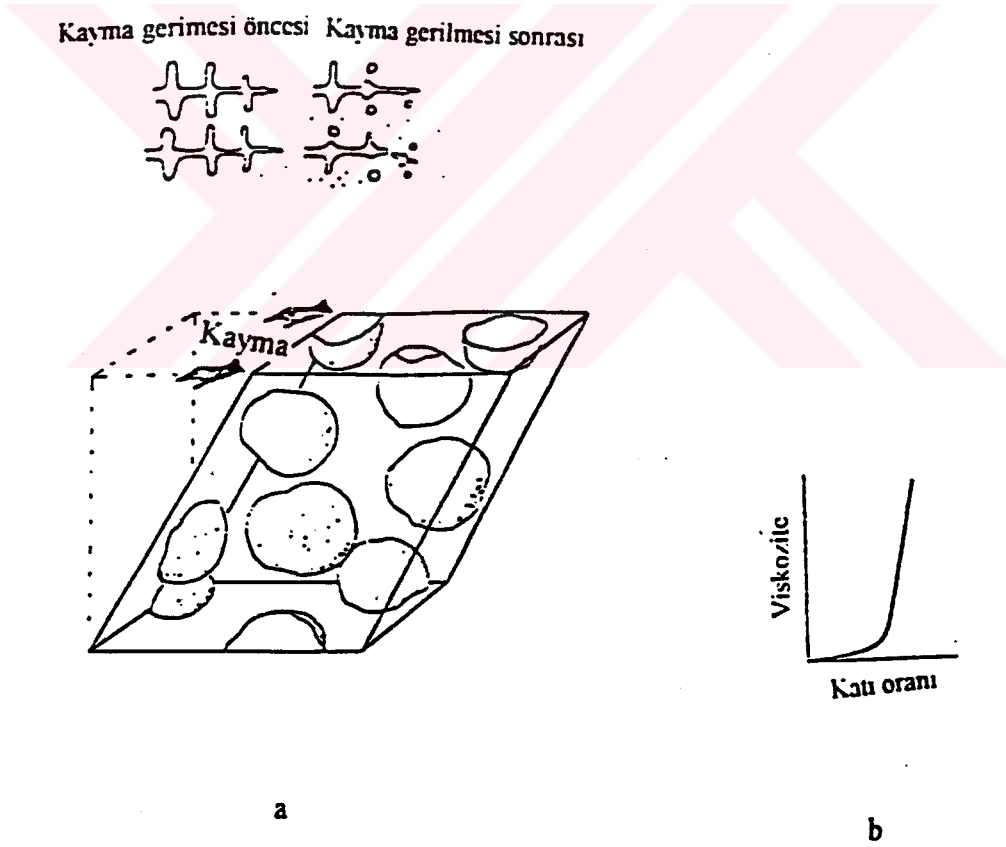 Kayma gerimesi öncesi Kayma gerilmesi sonrası
Kayma
Viskozite
Katı oranı
a
b